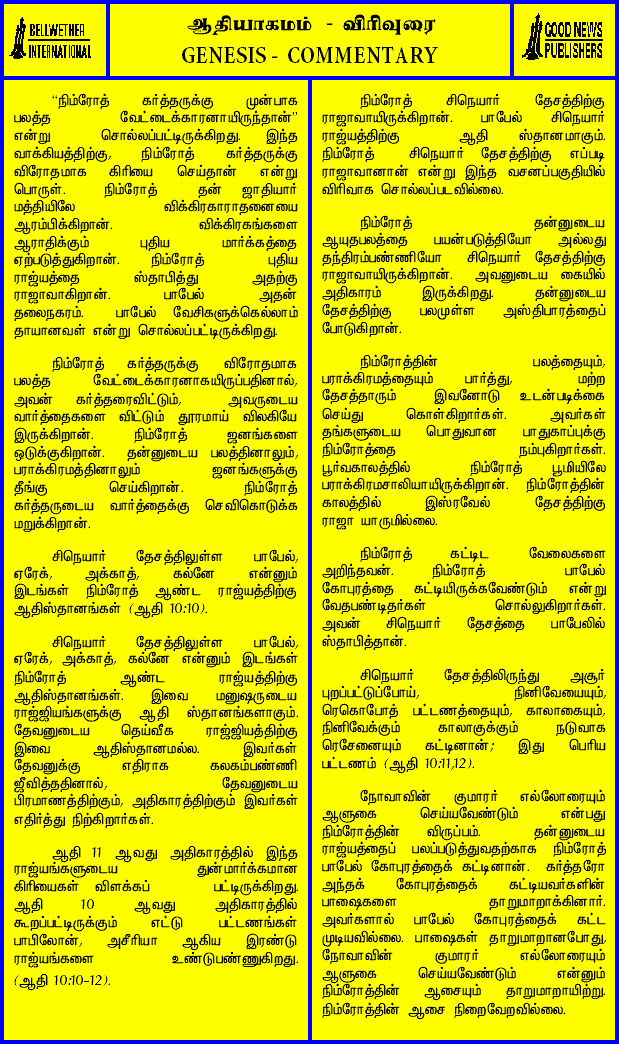 BELLWETHER
INTERNATIONAL
ஆதியாகமம் - விரிவுரை
GENESIS - COMMENTARY
GOOD NEWS
PUBLISHERS
“நிம்ரோத் கர்த்தருக்கு முன்பாக
பலத்த வேட்டைக்காரனாயிருந்தான்”
என்று சொல்லப்பட்டிருக்கிறது. இந்த
வாக்கியத்திற்கு, நிம்ரோத் கர்த்தருக்கு
விரோதமாக கிரியை செய்தான் என்று
பொருள். நிம்ரோத் தன் ஜாதியார்
மத்தியிலே விக்கிரகாராதனையை
ஆரம்பிக்கிறான். விக்கிரகங்களை
ஆராதிக்கும் புதிய மார்க்கத்தை
ஏற்படுத்துகிறான். நிம்ரோத் புதிய
ராஜ்யத்தை ஸ்தாபித்து அதற்கு
ராஜாவாகிறான். பாபேல் அதன்
தலைநகரம். பாபேல் வேசிகளுக்கெல்லாம்
தாயானவள் என்று சொல்லப்பட்டிருக்கிறது.
நிம்ரோத் கர்த்தருக்கு விரோதமாக
பலத்த வேட்டைக்காரனாகயிருப்பதினால்,
அவன் கர்த்தரைவிட்டும், அவருடைய
வார்த்தைகளை விட்டும் தூரமாய் விலகியே
இருக்கிறான். நிம்ரோத் ஜனங்களை
ஒடுக்குகிறான். தன்னுடைய பலத்தினாலும்,
பராக்கிரமத்தினாலும் ஜனங்களுக்கு
தீங்கு செய்கிறான். நிம்ரோத்
கர்த்தருடைய வார்த்தைக்கு செவிகொடுக்க
மறுக்கிறான்.
சிநெயார் தேசத்திலுள்ள பாபேல்,
ஏரேக், அக்காத், கல்னே என்னும்
இடங்கள் நிம்ரோத் ஆண்ட ராஜ்யத்திற்கு
ஆதிஸ்தானங்கள் (ஆதி 10:10).
சிநெயார் தேசத்திலுள்ள பாபேல்,
ஏரேக், அக்காத், கல்னே என்னும் இடங்கள்
நிம்ரோத் ஆண்ட ராஜ்யத்திற்கு
ஆதிஸ்தானங்கள். இவை மனுஷருடைய
ராஜ்ஜியங்களுக்கு ஆதி ஸ்தானங்களாகும்.
தேவனுடைய தெய்வீக ராஜ்ஜியத்திற்கு
இவை ஆதிஸ்தானமல்ல. இவர்கள்
தேவனுக்கு எதிராக கலகம்பண்ணி
ஜீவித்ததினால், தேவனுடைய
பிரமாணத்திற்கும், அதிகாரத்திற்கும் இவர்கள்
எதிர்த்து நிற்கிறார்கள்.
ஆதி 11 ஆவது அதிகாரத்தில் இந்த
ராஜ்யங்களுடைய துன்மார்க்கமான
கிரியைகள் விளக்கப் பட்டிருக்கிறது.
ஆதி 10 ஆவது அதிகாரத்தில்
கூறப்பட்டிருக்கும் எட்டு பட்டணங்கள்
பாபிலோன், அசீரியா ஆகிய இரண்டு
ராஜ்யங்களை உண்டுபண்ணுகிறது.
(ஆதி 10:10-12).
நிம்ரோத் சிநெயார் தேசத்திற்கு
ராஜாவாயிருக்கிறான். பாபேல் சிநெயார்
ராஜ்யத்திற்கு ஆதி ஸ்தானமாகும்.
நிம்ரோத் சிநெயார் தேசத்திற்கு எப்படி
ராஜாவானான் என்று இந்த வசனப்பகுதியில்
விரிவாக சொல்லப்படவில்லை.
நிம்ரோத் தன்னுடைய
ஆயுதபலத்தை பயன்படுத்தியோ அல்லது
தந்திரம்பண்ணியோ சிநெயார் தேசத்திற்கு
ராஜாவாயிருக்கிறான். அவனுடைய கையில்
அதிகாரம் இருக்கிறது. தன்னுடைய
தேசத்திற்கு பலமுள்ள அஸ்திபாரத்தைப்
போடுகிறான்.
நிம்ரோத்தின் பலத்தையும்,
பராக்கிரமத்தையும் பார்த்து, மற்ற
தேசத்தாரும் இவனோடு உடன்படிக்கை
செய்து கொள்கிறார்கள். அவர்கள்
தங்களுடைய பொதுவான பாதுகாப்புக்கு
நிம்ரோத்தை நம்புகிறார்கள்.
பூர்வகாலத்தில் நிம்ரோத் பூமியிலே
பராக்கிரமசாலியாயிருக்கிறான். நிம்ரோத்தின்
காலத்தில் இஸ்ரவேல் தேசத்திற்கு
ராஜா யாருமில்லை.
நிம்ரோத் கட்டிட வேலைகளை
அறிந்தவன். நிம்ரோத் பாபேல்
கோபுரத்தை கட்டியிருக்கவேண்டும் என்று
வேதபண்டிதர்கள் சொல்லுகிறார்கள்.
அவன் சிநெயார் தேசத்தை பாபேலில்
ஸ்தாபித்தான்.
சிநெயார் தேசத்திலிருந்து அசூர்
புறப்பட்டுப்போய், நினிவேயையும்,
ரெகொபோத் பட்டணத்தையும், காலாகையும்,
நினிவேக்கும் காலாகுக்கும் நடுவாக
ரெசேனையும் கட்டினான்; இது பெரிய
பட்டணம் (ஆதி 10:11,12).
நோவாவின் குமாரர் எல்லோரையும்
ஆளுகை செய்யவேண்டும் என்பது
நிம்ரோத்தின் விருப்பம். தன்னுடைய
ராஜ்யத்தைப் பலப்படுத்துவதற்காக நிம்ரோத்
பாபேல் கோபுரத்தைக் கட்டினான். கர்த்தரோ
அந்தக் கோபுரத்தைக் கட்டியவர்களின்
பாஷைகளை தாறுமாறாக்கினார்.
அவர்களால் பாபேல் கோபுரத்தைக் கட்ட
முடியவில்லை. பாஷைகள் தாறுமாறானபோது,
நோவாவின் குமாரர் எல்லோரையும்
ஆளுகை செய்யவேண்டும் என்னும்
நிம்ரோத்தின் ஆசையும் தாறுமாறாயிற்று.
நிம்ரோத்தின் ஆசை நிறைவேறவில்லை.